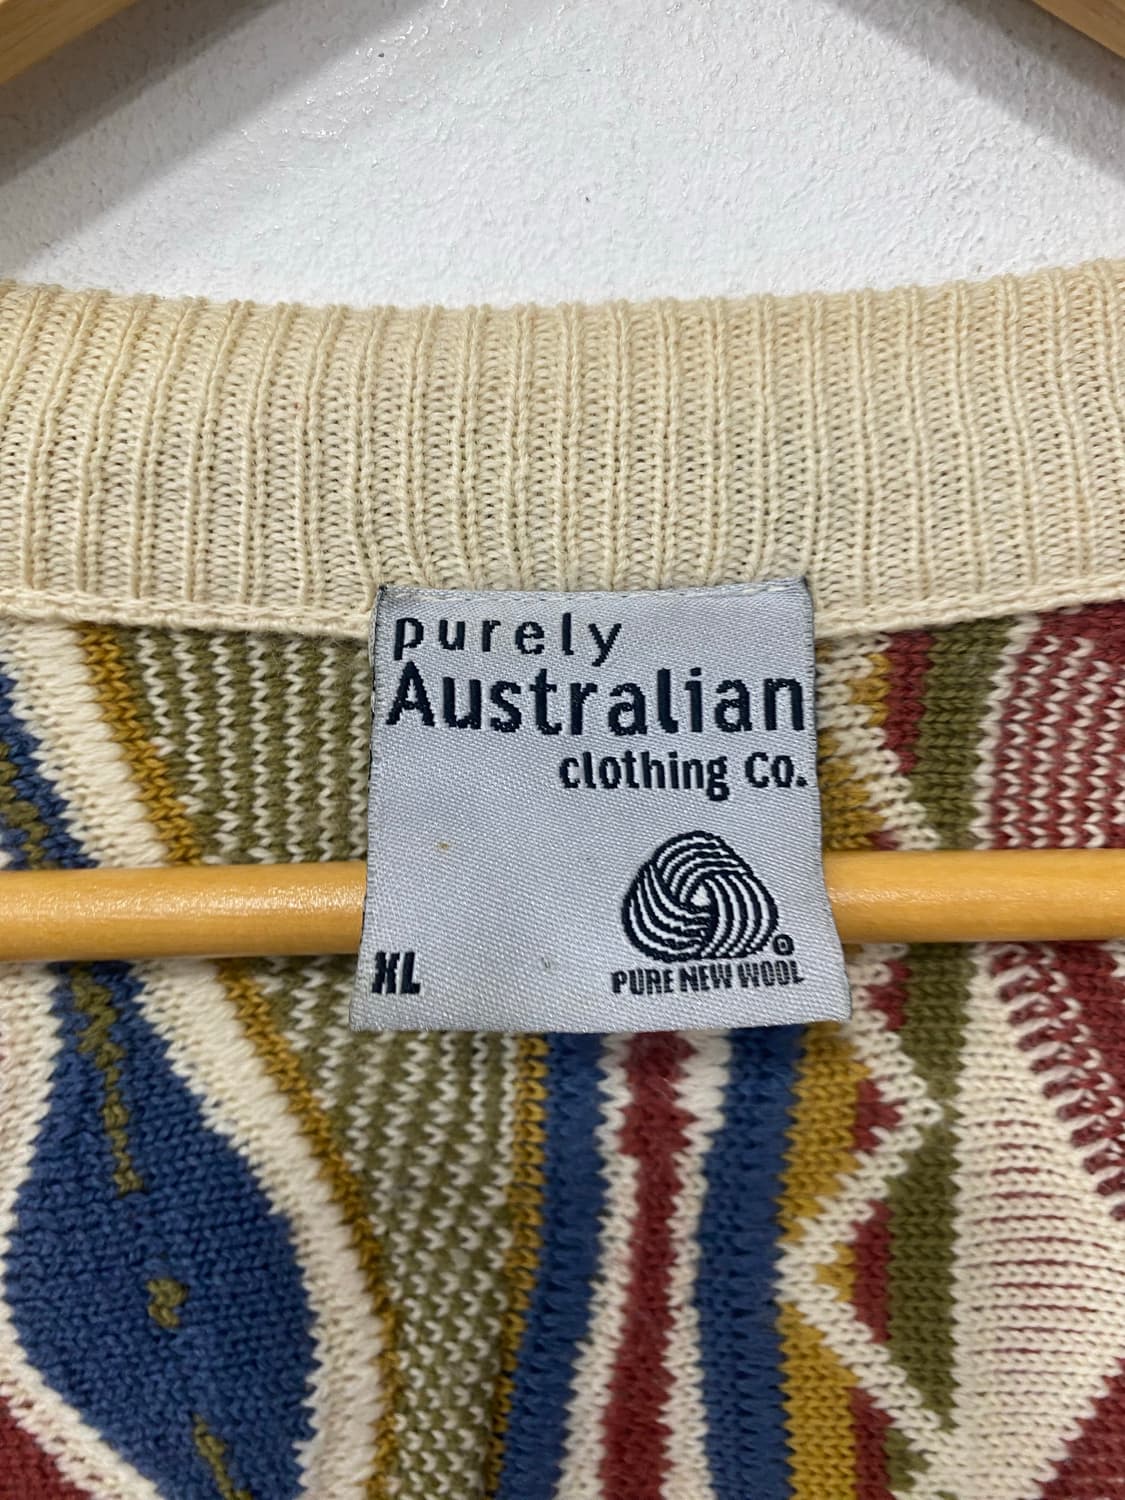 purely
Australian
clothing Co.
XL
PURE NEW WOOL